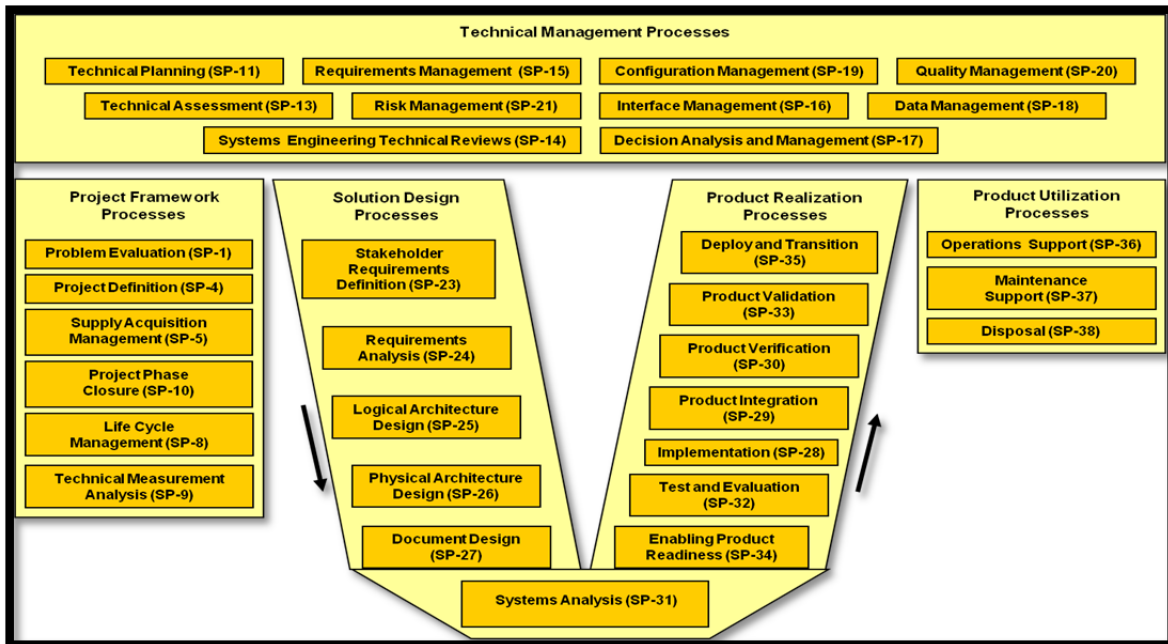 Technical Management Processes
Technical Planning (SP-11)
Requirements Management (SP-15)
Configuration Management (SP-19)
Quality Management (SP-20)
Technical Assessment (SP-13)
Risk Management (SP-21)
Interface Management (SP-16)
Data Management (SP-18)
Systems Engineering Technical Reviews (SP-14)
Decision Analysis and Management (SP-17)
Project Framework
Processes
Problem Evaluation (SP-1)
Project Definition (SP-4)
Supply Acquisition
Management (SP-5)
Project Phase
Closure (SP-10)
Life Cycle
Management (SP-8)
Technical Measurement
Analysis (SP-9)
Solution Design
Processes
Stakeholder
Requirements
Definition (SP-23)
Requirements
Analysis (SP-24)
Logical Architecture
Design (SP-25)
Physical Architecture
Design (SP-26)
Document Design
(SP-27)
Product Realization
Processes
Deploy and Transition
(SP-35)
Product Validation
(SP-33)
Product Verification
(SP-30)
Product Integration
(SP-29)
Implementation (SP-28)
Test and Evaluation
(SP-32)
Enabling Product
Readiness (SP-34)
Product Utilization
Processes
Operations Support (SP-36)
Maintenance
Support (SP-37)
Disposal (SP-38)
Systems Analysis (SP-31)